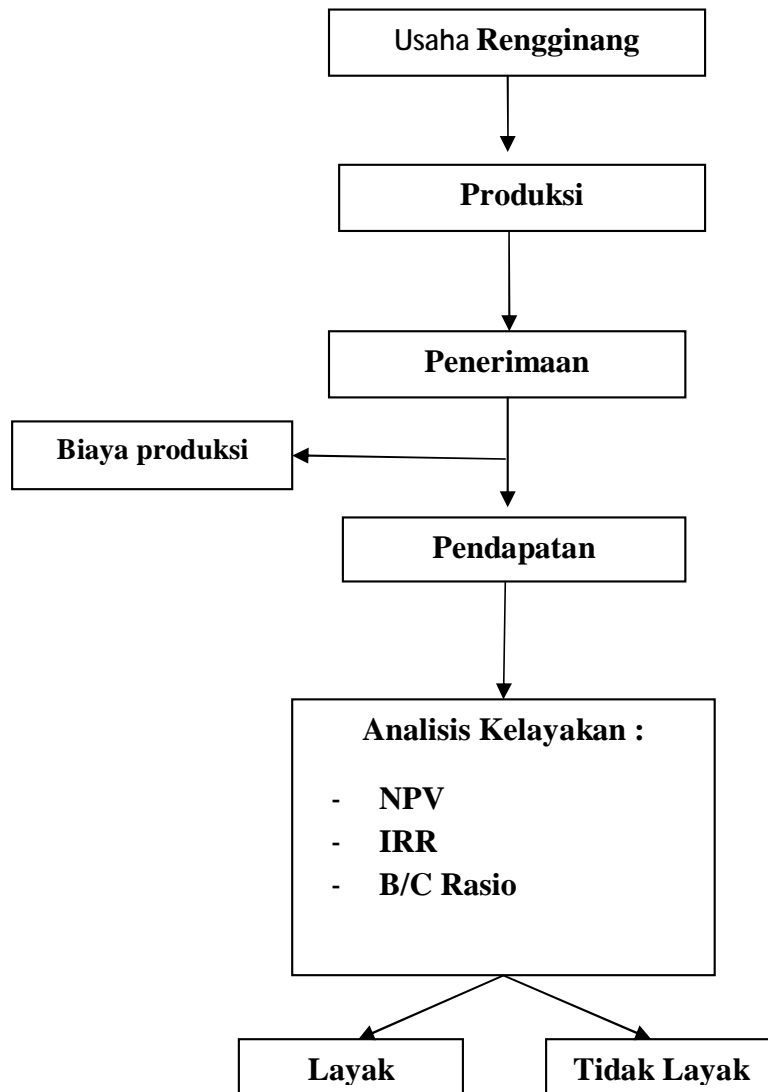 Usaha Rengginang
Produksi
Penerimaan
Biaya produksi
Pendapatan
Analisis Kelayakan :
- NPV
- IRR
- B/C Rasio
Layak
Tidak Layak